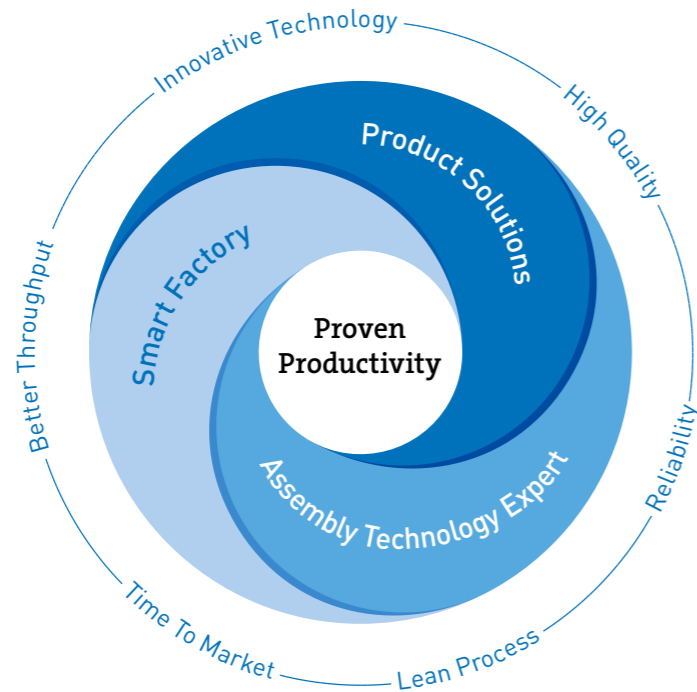 Innovative Technology
High Quality
Reliability
Lean Process
Time To Market
Better Throughput
Product Solutions
Smart Factory
Assembly Technology Expert
Proven
Productivity